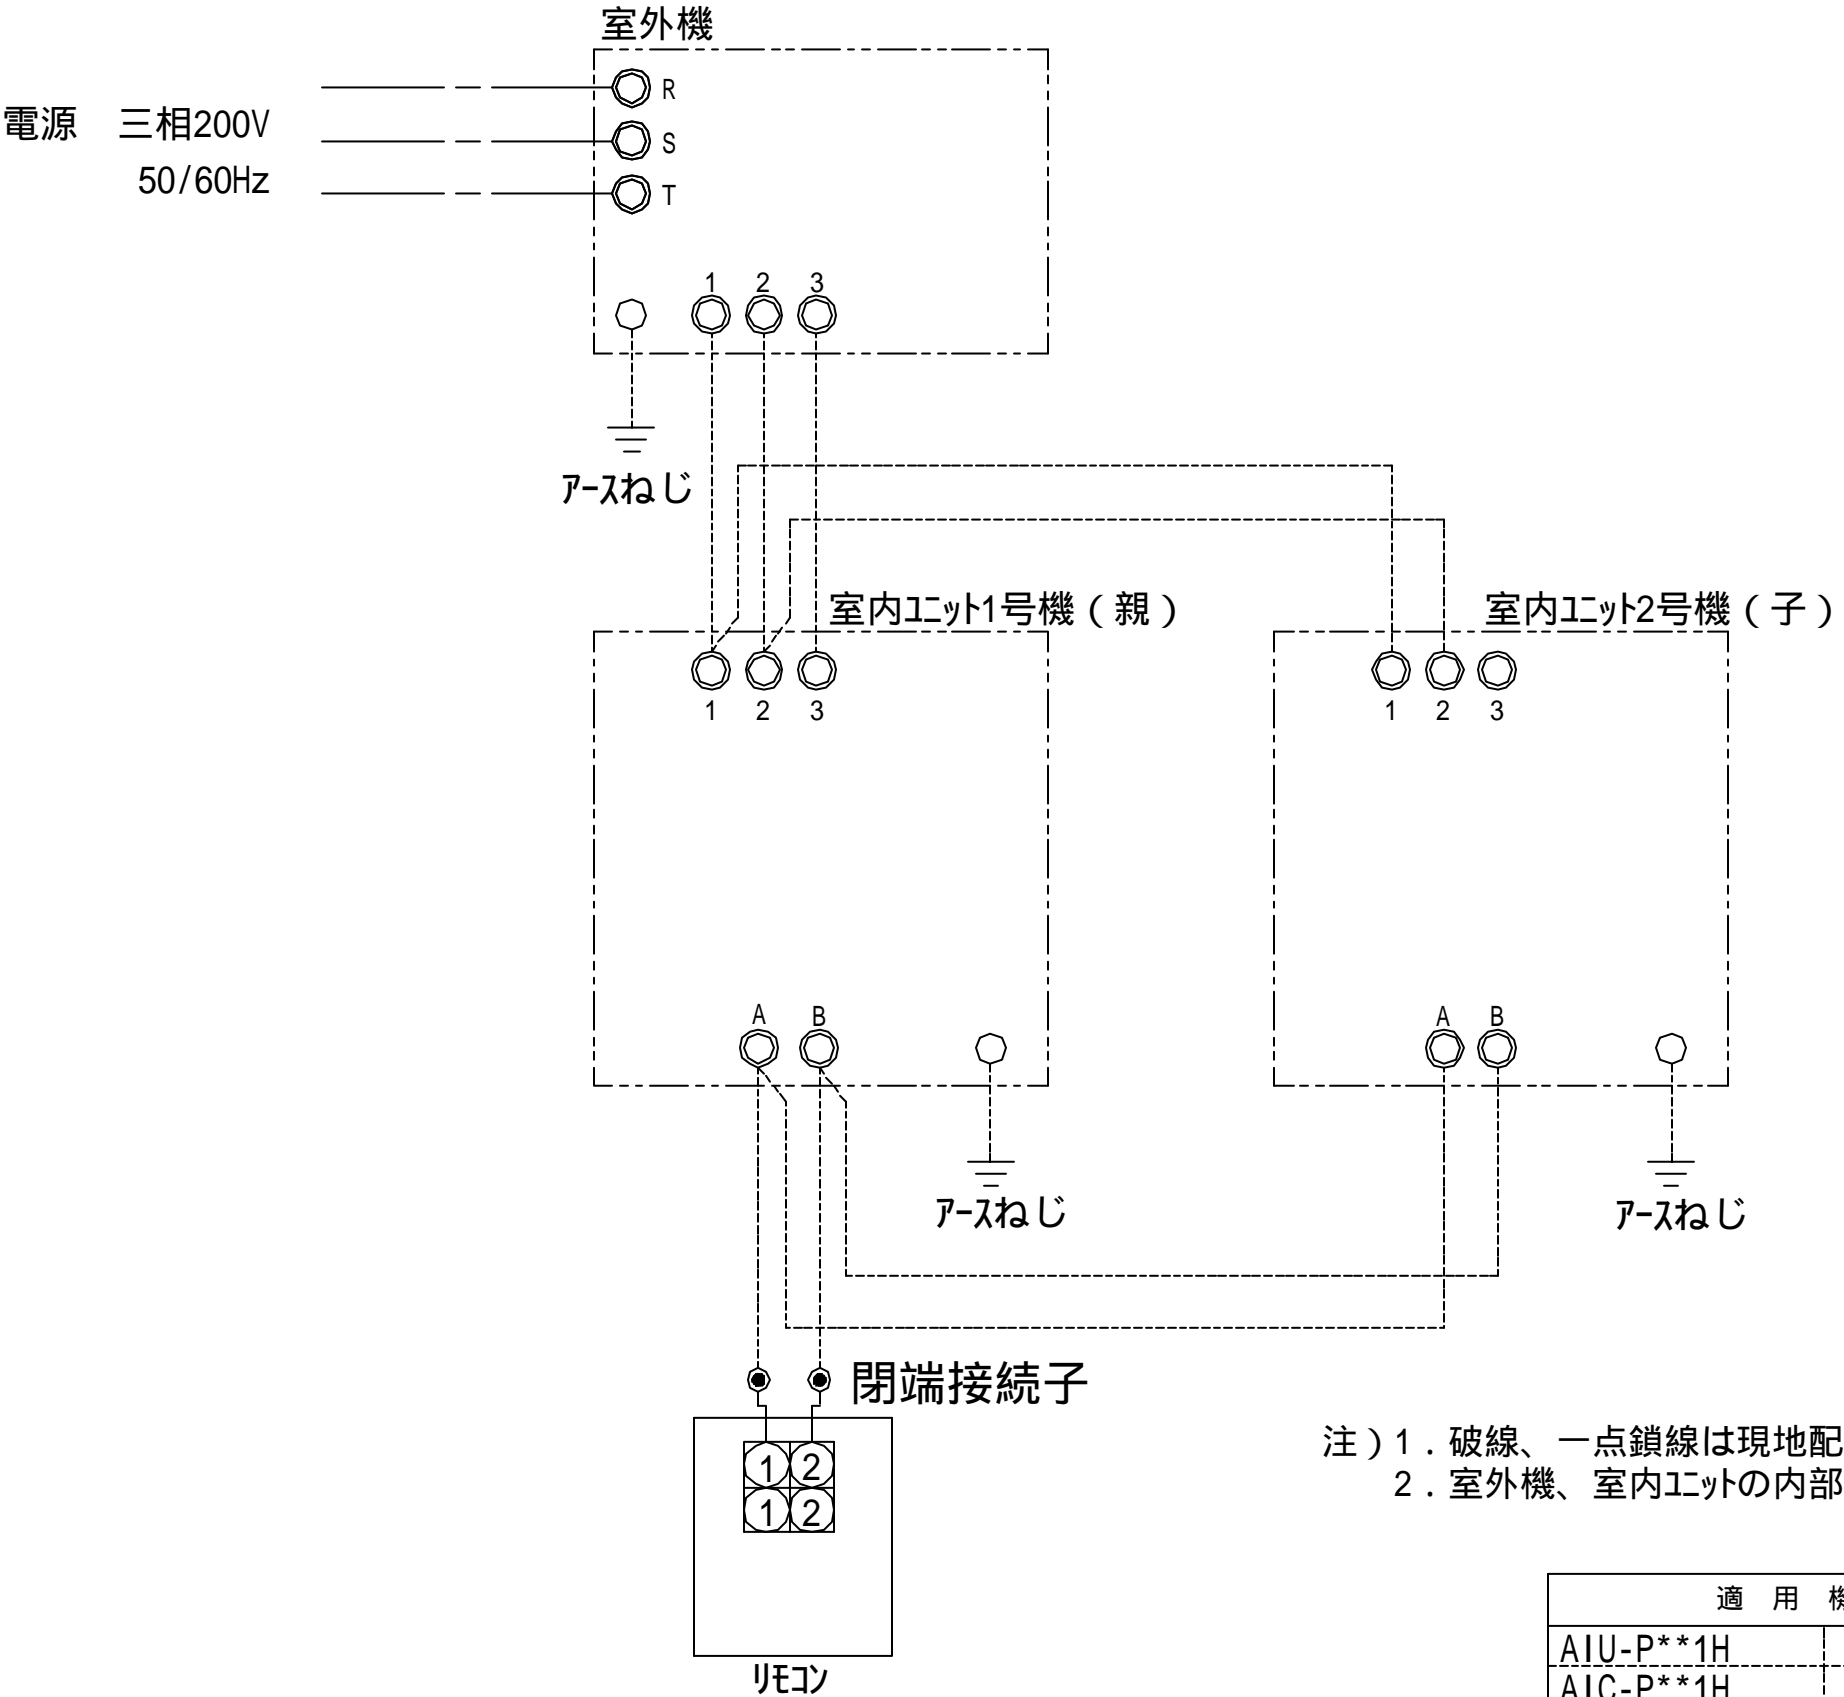 室外機
R
電源　三相200V
S
50/60Hz
T
1 2 3
ｱｰｽねじ
室内ﾕﾆｯﾄ1号機（親）
室内ﾕﾆｯﾄ2号機（子）
1 2 3
1 2 3
A B
A B
ｱｰｽねじ
ｱｰｽねじ
閉端接続子
1 2
1 2
ﾘﾓｺﾝ
注）1．破線、一点鎖線は現地配
2．室外機、室内ﾕﾆｯﾄの内部
適　用　機
AIU-P**1H
AIC-P**1H